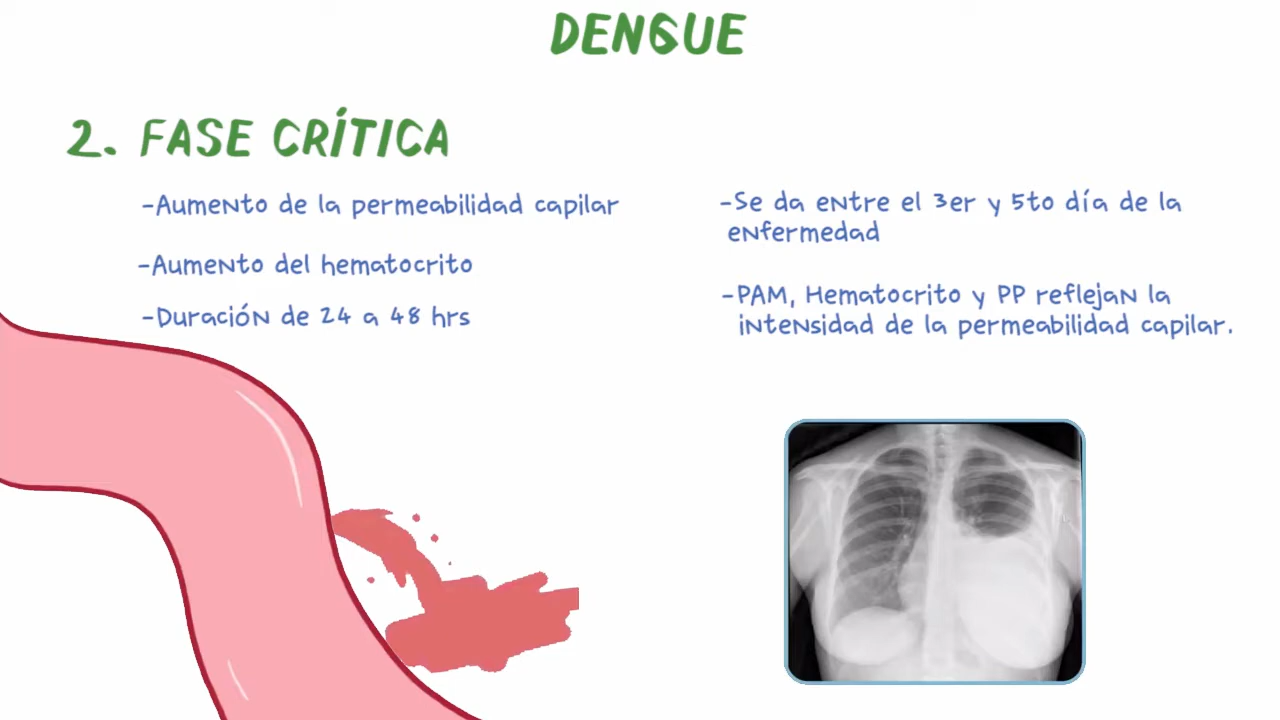 DENGUE
2. FASE CRÍTICA
-Aumento de la permeabilidad capilar
-Aumento del hematocrito
-Duración de 24 a 48 hrs
-Se da entre el 3er y 5to día de la
enfermedad
-PAM, Hematocrito y PP reflejan la
intensidad de la permeabilidad capilar.